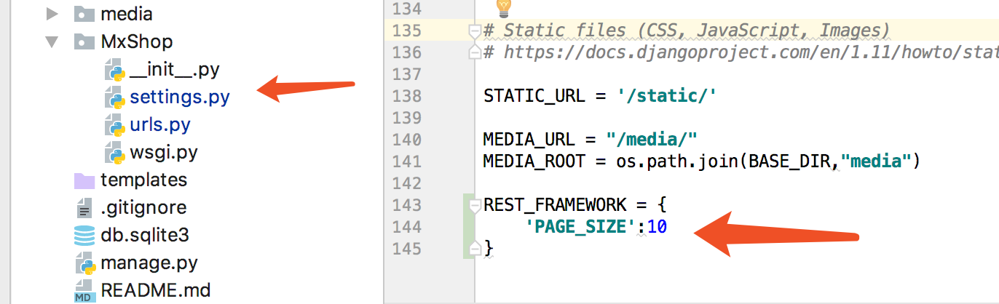 media
MxShop
__init__.py
settings.py
urls.py
wsgi.py
templates
.gitignore
db.sqlite3
manage.py
MD README.md
134
135 # Static files (CSS, JavaScript, Images)
136 # https://docs.djangoproject.com/en/1.11/howto/stat
137
138 STATIC_URL = '/static/'
139
140 MEDIA_URL = "/media/"
141 MEDIA_ROOT = os.path.join(BASE_DIR,"media")
142
143 REST_FRAMEWORK = {
144     'PAGE_SIZE':10
145 }